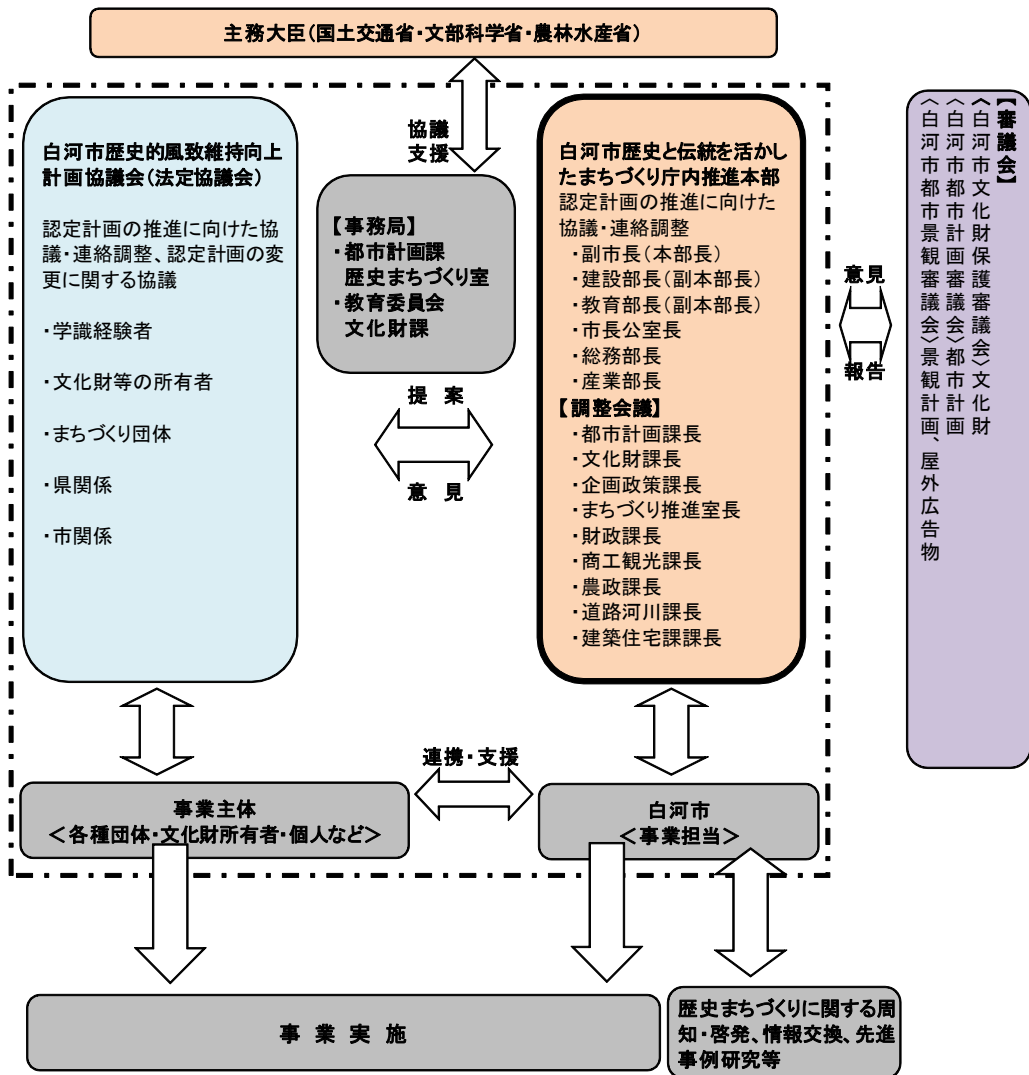 主務大臣(国土交通省・文部科学省・農林水産省)
協議
支援
白河市歴史的風致維持向上
計画協議会(法定協議会)
認定計画の推進に向けた協
議・連絡調整、認定計画の変
更に関する協議
・学識経験者
・文化財等の所有者
・まちづくり団体
・県関係
・市関係
【事務局】
・都市計画課
歴史まちづくり室
・教育委員会
文化財課
提 案
意 見
白河市歴史と伝統を活かし
たまちづくり庁内推進本部
認定計画の推進に向けた
協議・連絡調整
・副市長(本部長)
・建設部長(副本部長)
・教育部長(副本部長)
・市長公室長
・総務部長
・産業部長
【調整会議】
・都市計画課長
・文化財課長
・企画政策課長
・まちづくり推進室長
・財政課長
・商工観光課長
・農政課長
・道路河川課長
・建築住宅課課長
意見
報告
【審議会】
〈白河市文化財保護審議会〉文化財
〈白河市都市計画審議会〉都市計画
〈白河市都市景観審議会〉景観計画、屋外広告物
連携・支援
事業主体
<各種団体・文化財所有者・個人など>
白河市
<事業担当>
事 業 実 施
歴史まちづくりに関する周
知・啓発、情報交換、先進
事例研究等